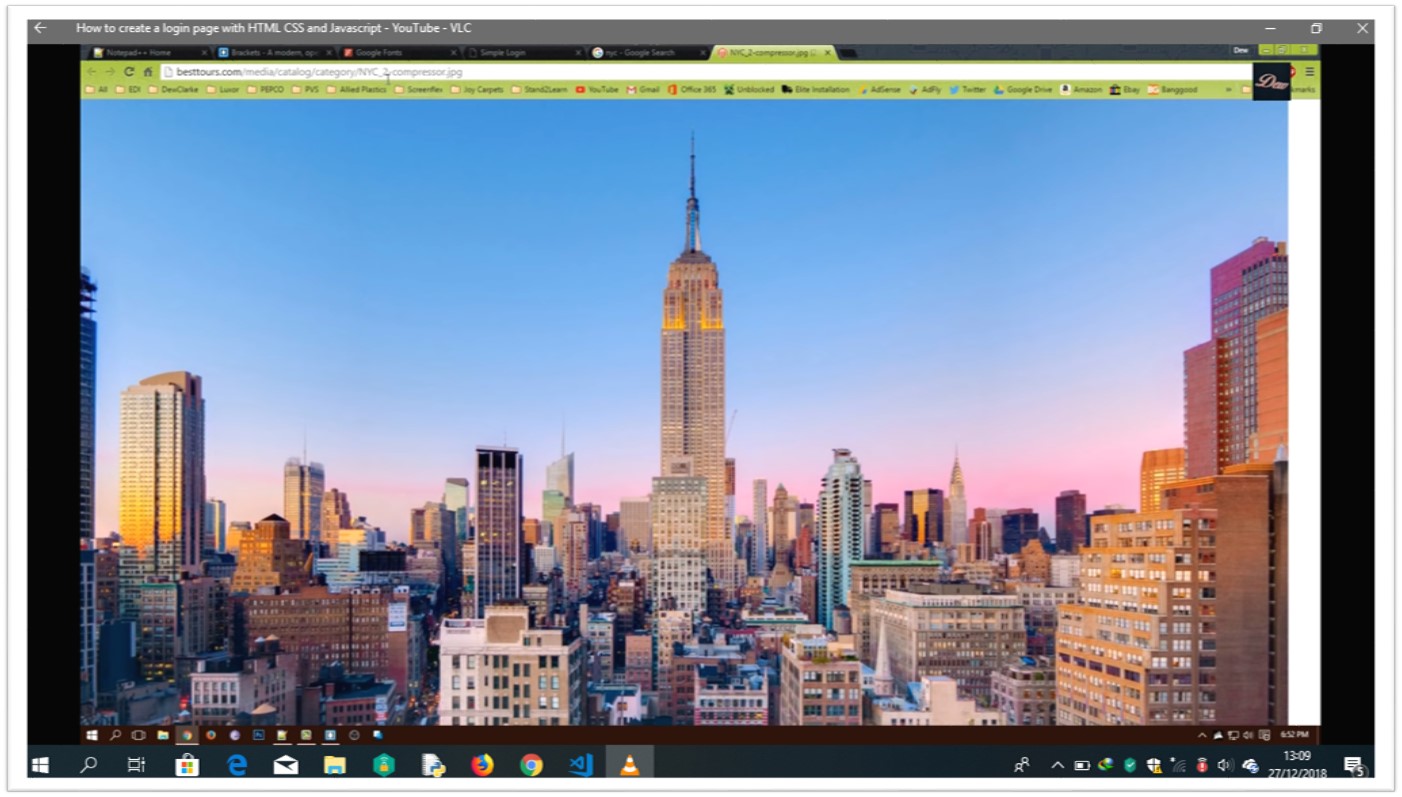 How to create a login page with HTML CSS and Javascript - YouTube - VLC
Notepad++ Home Brackets - A modern, op Google Fonts Simple Login nyc - Google Search NYC_2-compressor.jpg Dew
besttours.com/media/catalog/category/NYC_2-compressor.jpg
All EDI DewClarke Luxor PEPCO PVS Allied Plastics Screenflex Joy Carpets Stand2Learn YouTube Gmail Office 365 Unblocked Elite Installation AdSense AdFly Twitter Google Drive Amazon Ebay Banggood
Dew
6:52 PM
13:09
27/12/2018
5